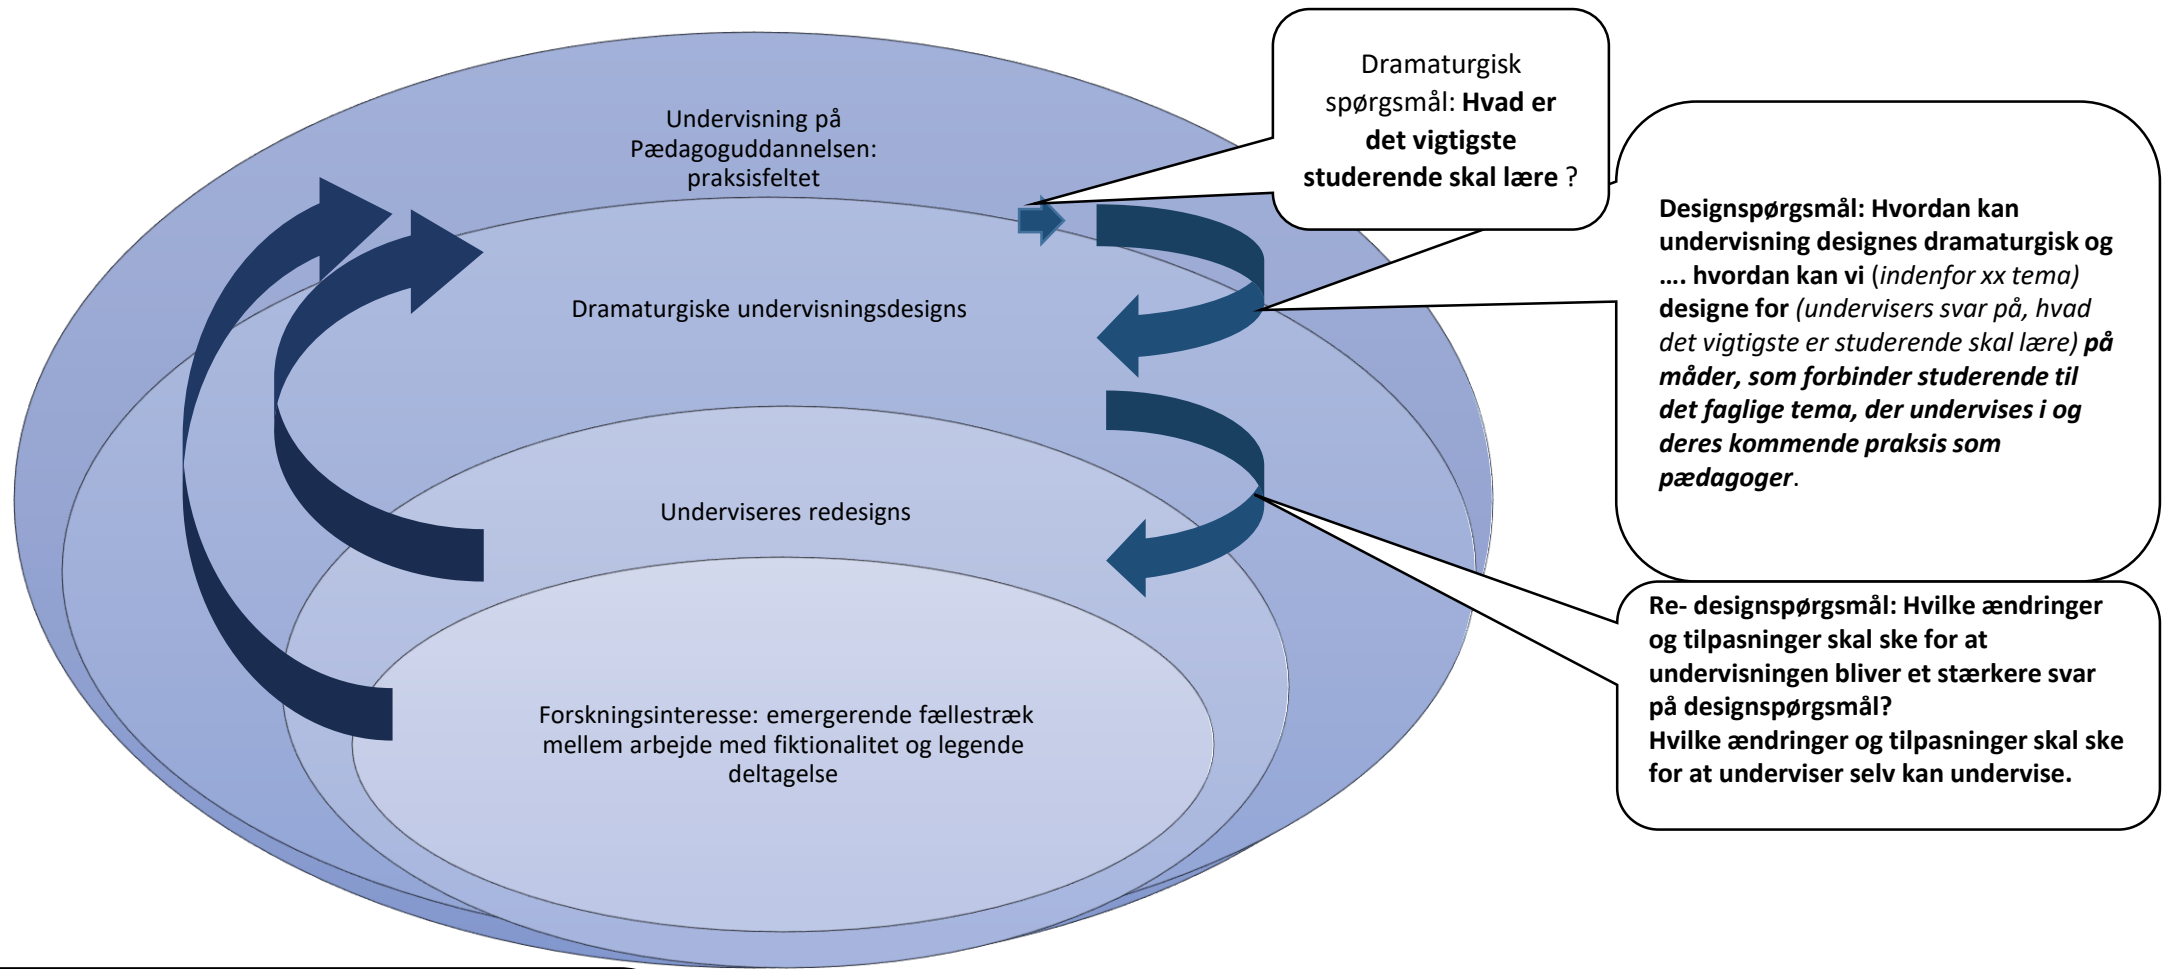 Undervisning på
Pædagoguddannelsen:
praksisfeltet
Dramaturgiske undervisningsdesigns
Underviseres redesigns
Forskningsinteresse: emergerende fællestræk
mellem arbejde med fiktionalitet og legende
deltagelse
Dramaturgisk
spørgsmål: Hvad er
det vigtigste
studerende skal lære ?
Designspørgsmål: Hvordan kan
undervisning designes dramaturgisk og
.... hvordan kan vi (indenfor xx tema)
designe for (undervisers svar på, hvad
det vigtigste er studerende skal lære) på
måder, som forbinder studerende til
det faglige tema, der undervises i og
deres kommende praksis som
pædagoger.
Re- designspørgsmål: Hvilke ændringer
og tilpasninger skal ske for at
undervisningen bliver et stærkere svar
på designspørgsmål?
Hvilke ændringer og tilpasninger skal ske
for at underviser selv kan undervise.